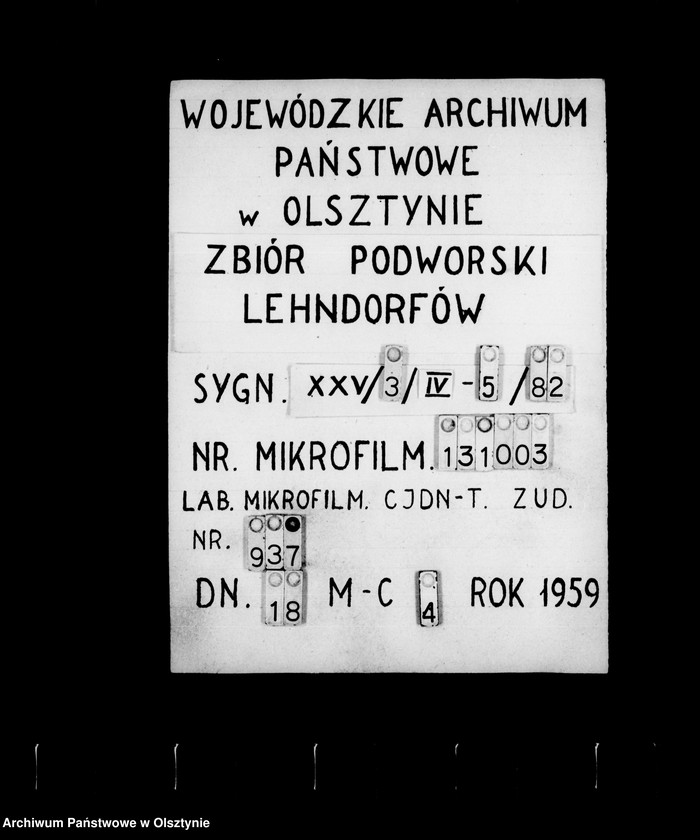 WOJEWÓDZKIE ARCHIWUM
PAŃSTWOWE
w OLSZTYNIE
ZBIÓR PODWORSKI
LEHNDORFÓW
SYGN. XXV/3/IV-5/82
NR. MIKROFILM. 131003
LAB. MIKROFILM. CJDN-T. ZUD.
NR. 937
DN. 18 M-C 4 ROK 1959
Archiwum Państwowe w Olsztynie